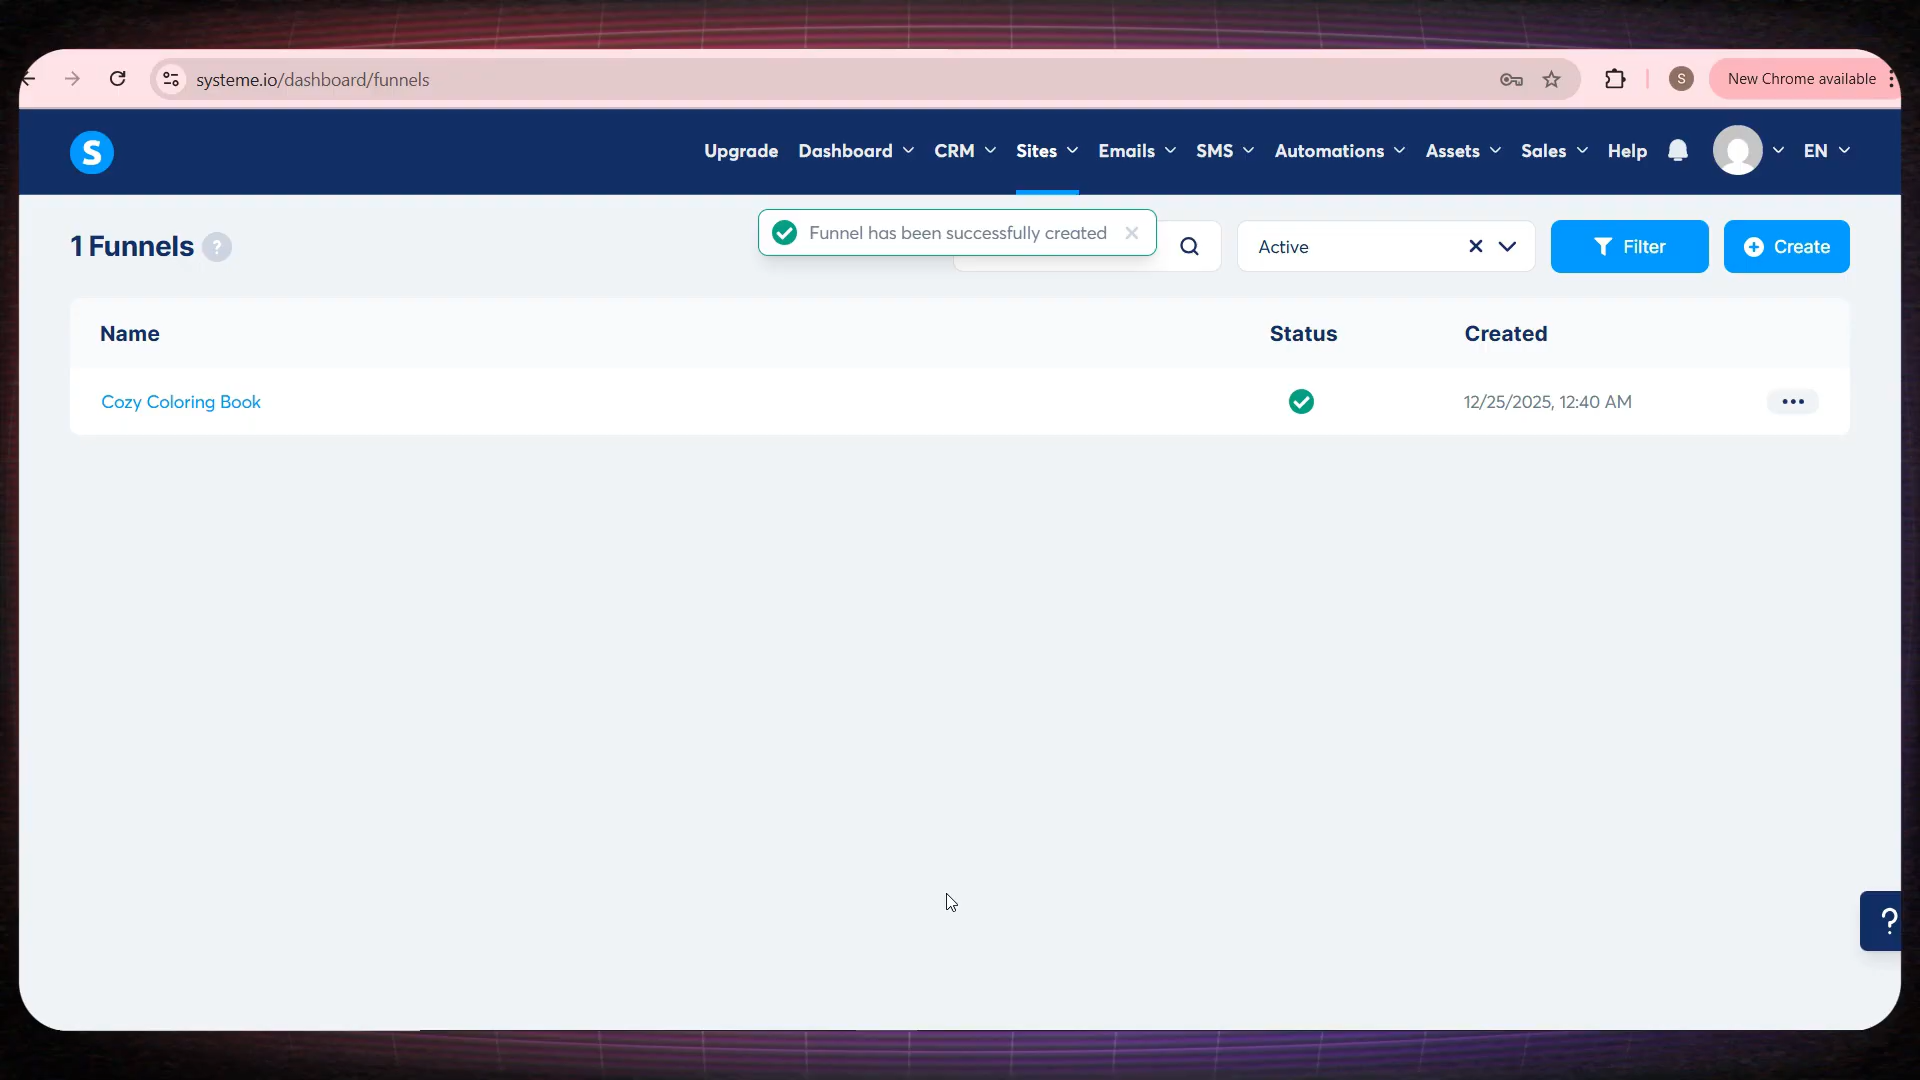 systeme.io/dashboard/funnels
S
New Chrome available
S
Upgrade Dashboard CRM Sites Emails SMS Automations Assets Sales Help EN
1 Funnels ?
Funnel has been successfully created
Active
Filter
Create
Name Status Created
Cozy Coloring Book 12/25/2025, 12:40 AM
?